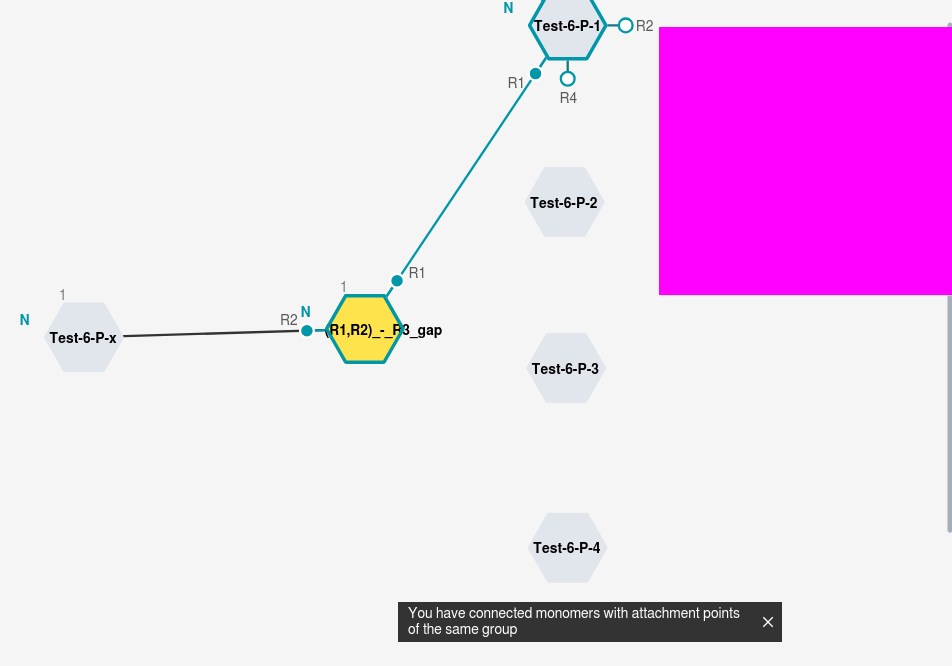 N
Test-6-P-1
R2
R1
R4
Test-6-P-2
R1
1
1
N
R2
N
(R1,R2)_-_R3_gap
Test-6-P-x
Test-6-P-3
Test-6-P-4
You have connected monomers with attachment points
of the same group